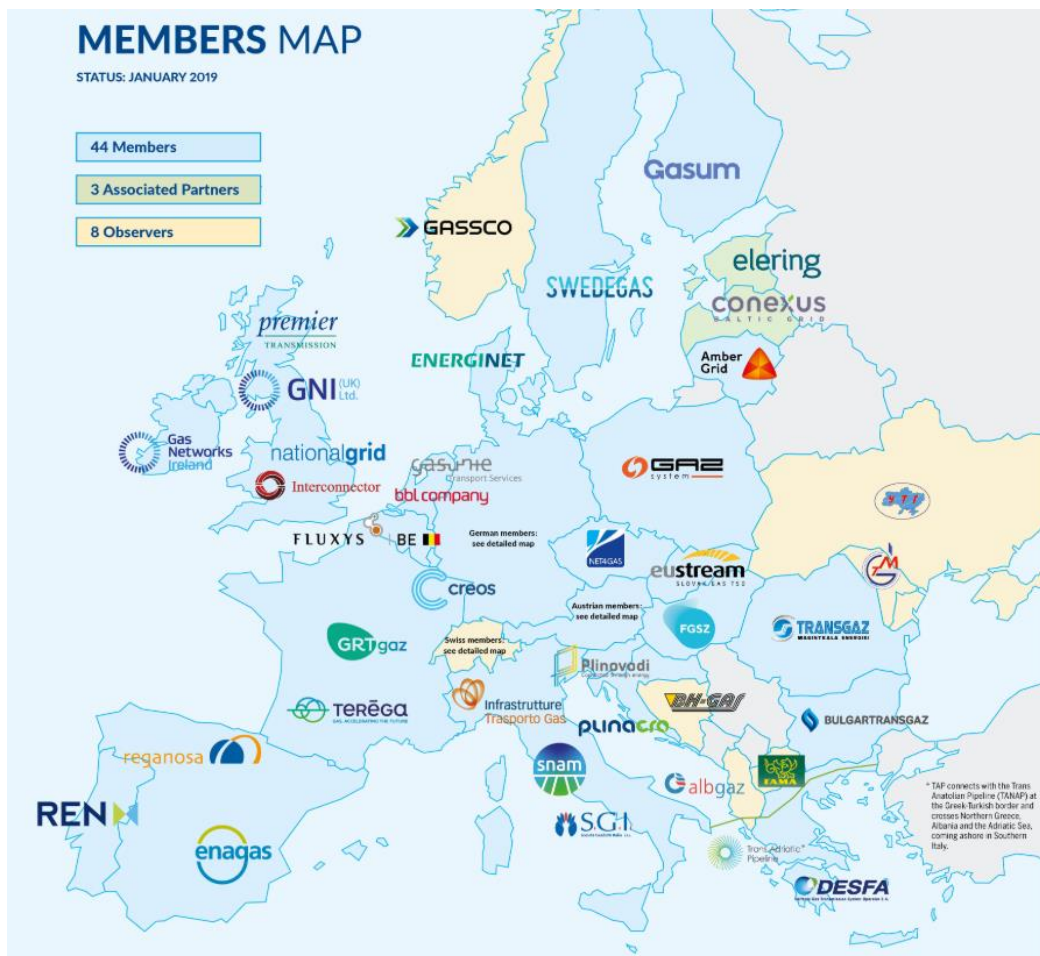 MEMBERS MAP
STATUS: JANUARY 2019
44 Members
3 Associated Partners
8 Observers
Gasum
GASSCO
elering
SWEDEGAS
conexus
BALTIC GRID
premier
TRANSMISSION
ENERGINET
Amber
Grid
GNI (UK)
Ltd.
Gas
Networks
Ireland
nationalgrid
gasunie
Transport Services
Interconnector
bbl company
GAZ
system
FLUXYS BE
German members:
see detailed map
NET4GAS
eustream
SLOVAK GAS TSO
creos
Austrian members:
see detailed map
FGSZ
TRANSGAZ
GRTgaz
Swiss members:
see detailed map
Plinovodi
TERĒGA
GAS, ACCELERATING THE FUTURE
Infrastrutture
Trasporto Gas
BH-GAS
plinacro
BULGARTRANSGAZ
reganosa
snam
GAMA
albgaz
REN
S.G.I.
enagas
Trans Adriatic*
Pipeline
DESFA
* TAP connects with the Trans
Anatolian Pipeline (TANAP) at
the Greek-Turkish border and
crosses Northern Greece,
Albania and the Adriatic Sea,
coming ashore in Southern
Italy.